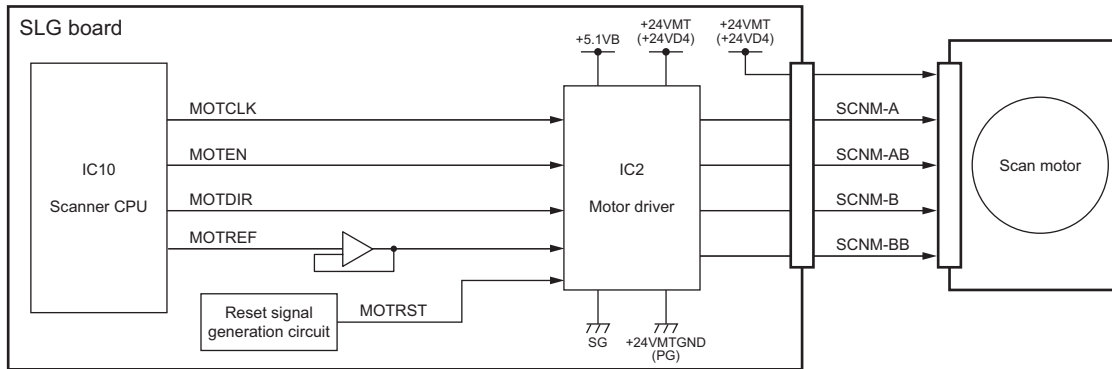 SLG board
+5.1VB
+24VMT
(+24VD4)
+24VMT
(+24VD4)
MOTCLK
SCNM-A
MOTEN
SCNM-AB
IC10
Scanner CPU
IC2
Motor driver
Scan motor
MOTDIR
SCNM-B
MOTREF
SCNM-BB
Reset signal
generation circuit
MOTRST
SG
+24VMTGND
(PG)